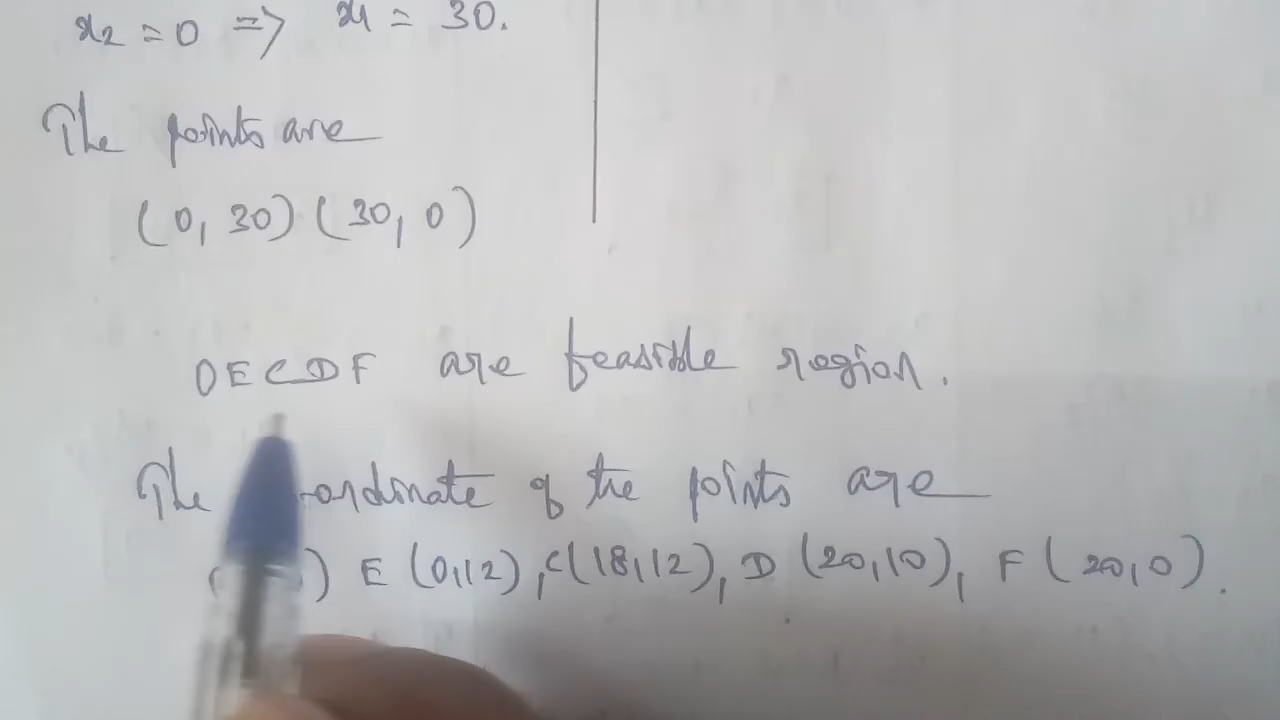 x2 = 0 => x1 = 30.
The points are
(0, 30) (30, 0)
OECDF are feasible region.
The ordinate of the points are
) E (0,12), C(18,12), D (20,10), F (20,0).